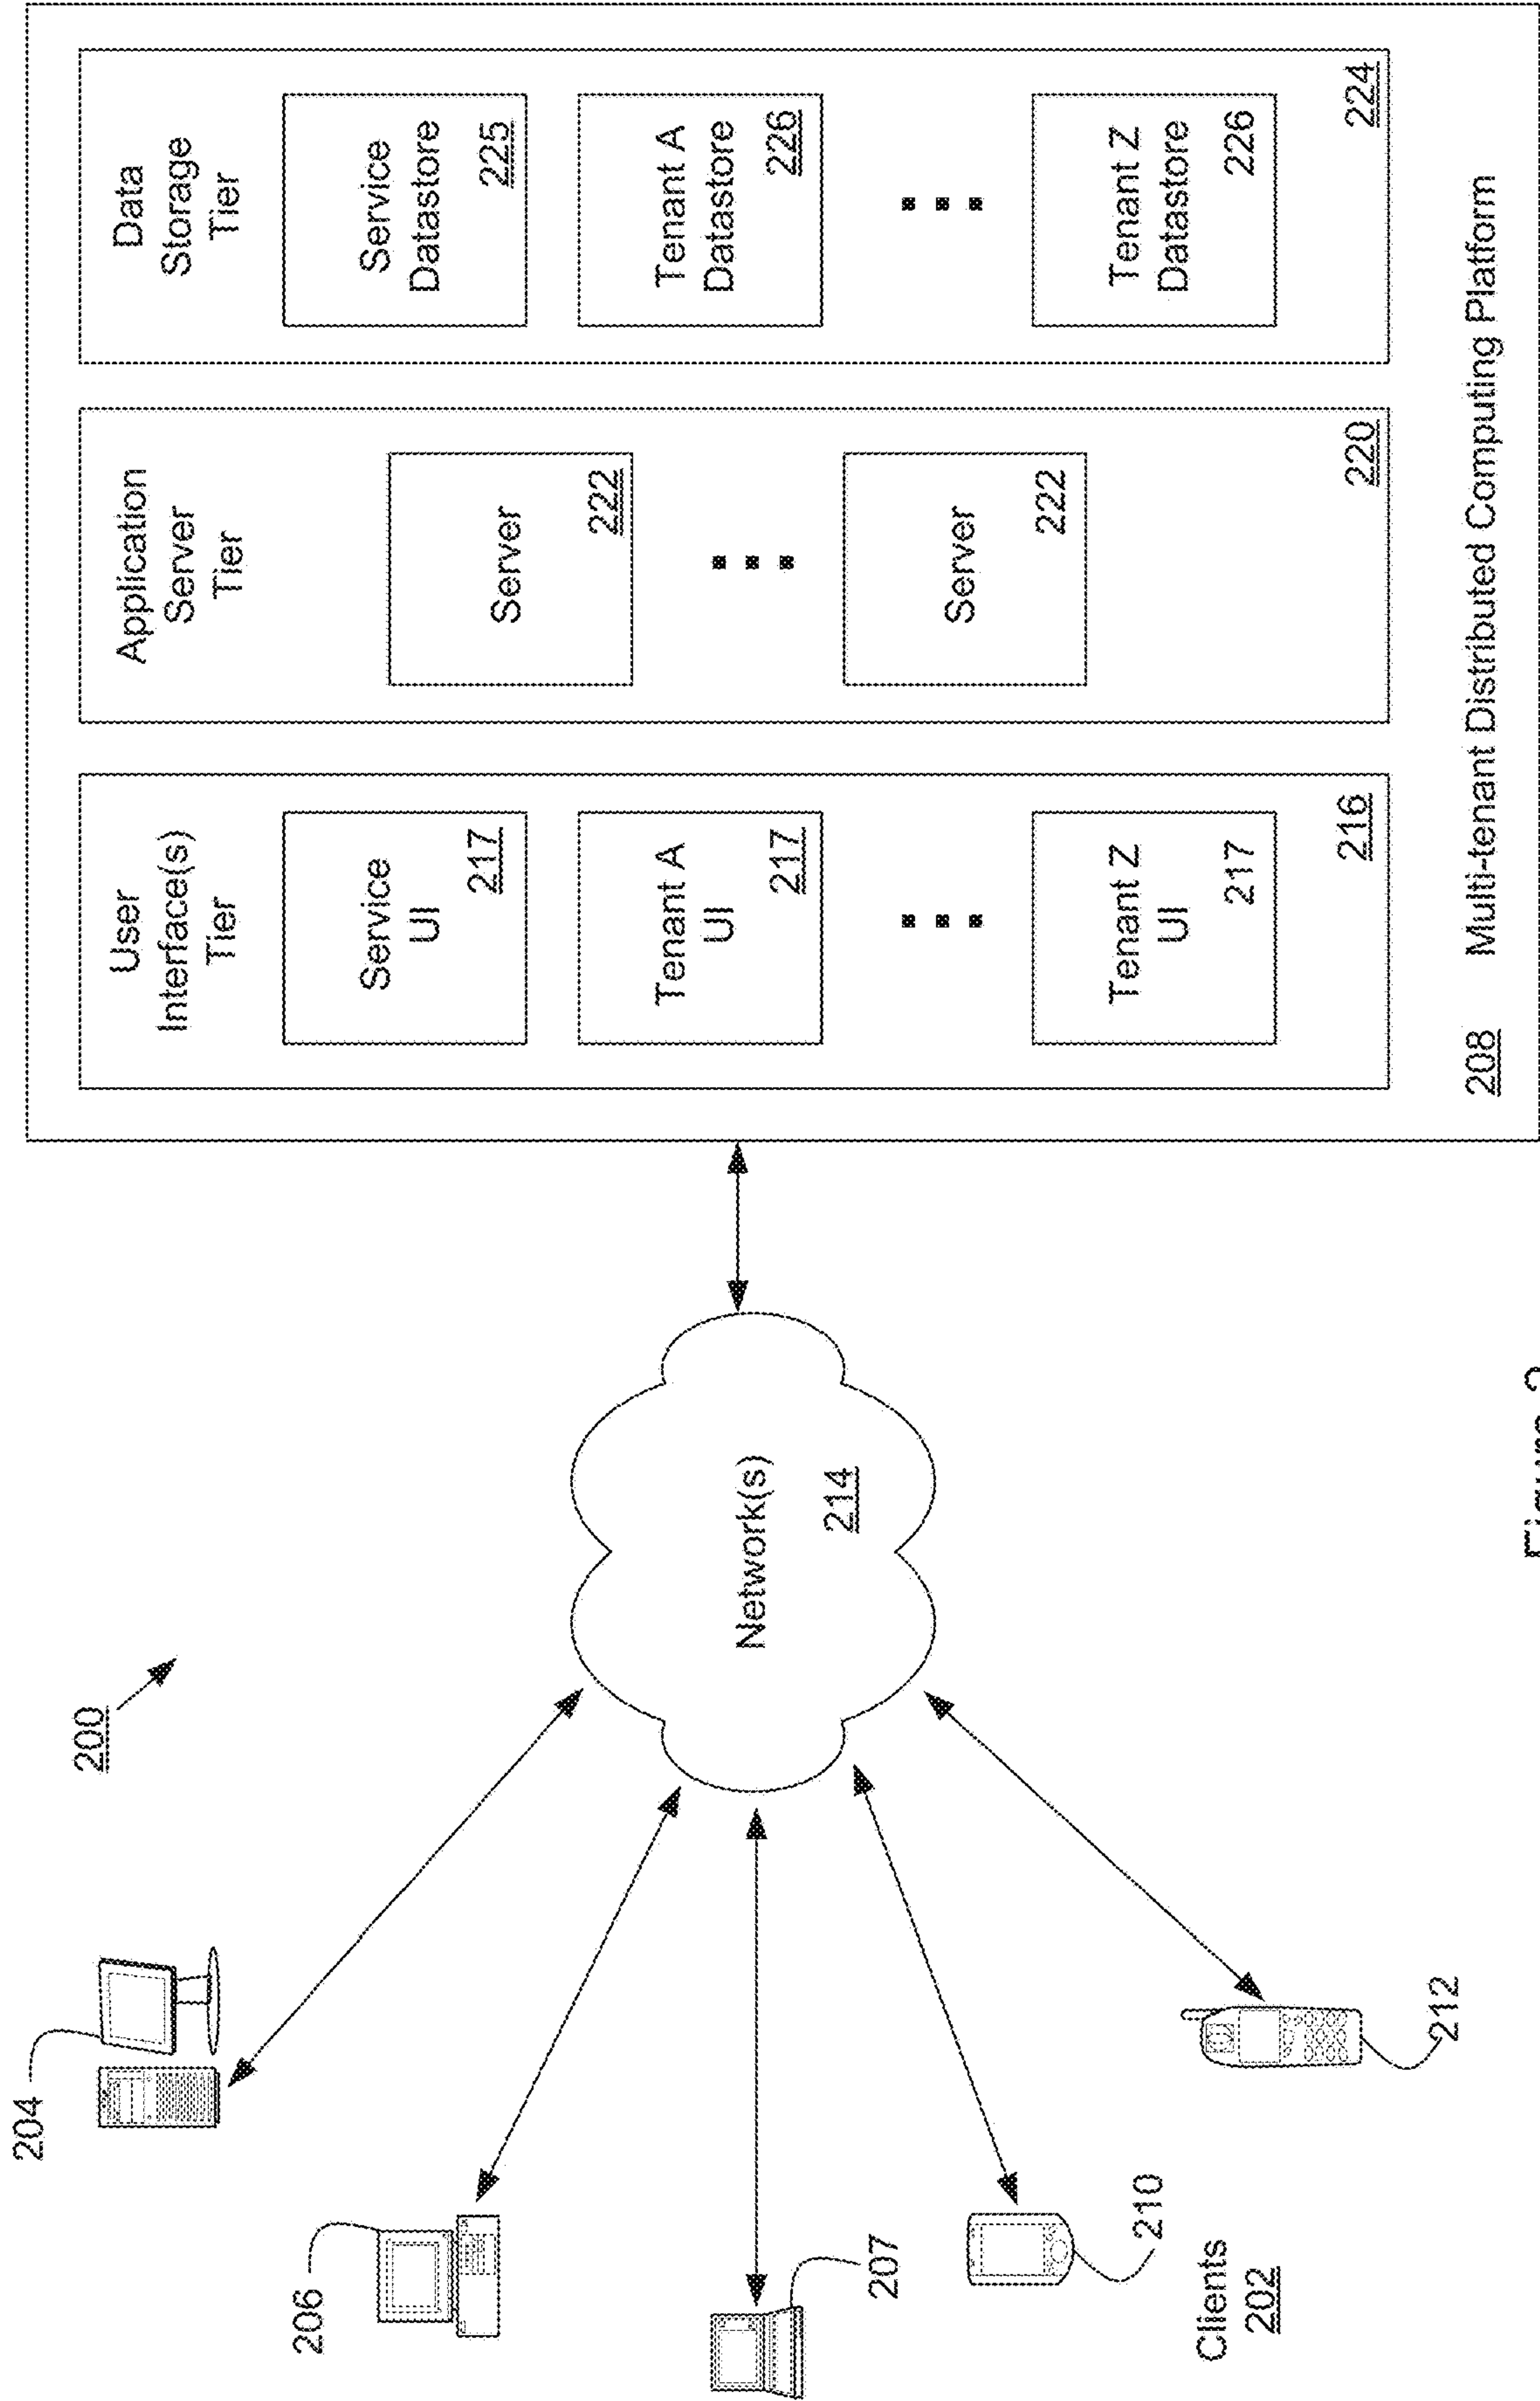 200
204
206
207
210
212
Clients
202
Network(s)
214
User
Interface(s)
Tier
Service
UI
217
Tenant A
UI
217
Tenant Z
UI
217
216
Application
Server
Tier
Server
222
Server
222
220
Data
Storage
Tier
Service
Datastore
225
Tenant A
Datastore
226
Tenant Z
Datastore
226
224
208 Multi-tenant Distributed Computing Platform
Figure 2